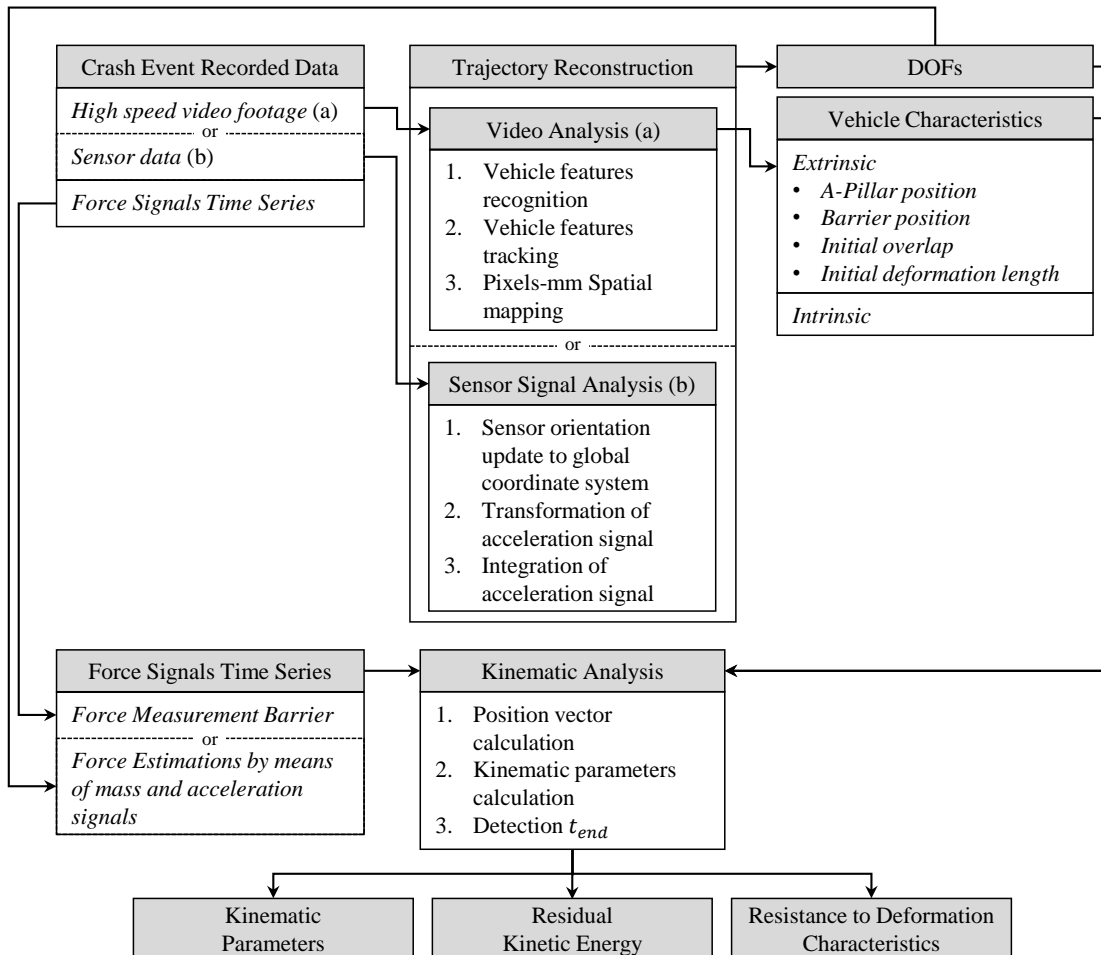 Crash Event Recorded Data
High speed video footage (a)
or
Sensor data (b)
Force Signals Time Series
Trajectory Reconstruction
Video Analysis (a)
1. Vehicle features
recognition
2. Vehicle features
tracking
3. Pixels-mm Spatial
mapping
or
Sensor Signal Analysis (b)
1. Sensor orientation
update to global
coordinate system
2. Transformation of
acceleration signal
3. Integration of
acceleration signal
DOFs
Vehicle Characteristics
Extrinsic
• A-Pillar position
• Barrier position
• Initial overlap
• Initial deformation length
Intrinsic
Force Signals Time Series
Force Measurement Barrier
or
Force Estimations by means
of mass and acceleration
signals
Kinematic Analysis
1. Position vector
calculation
2. Kinematic parameters
calculation
3. Detection t_end
Kinematic
Parameters
Residual
Kinetic Energy
Resistance to Deformation
Characteristics